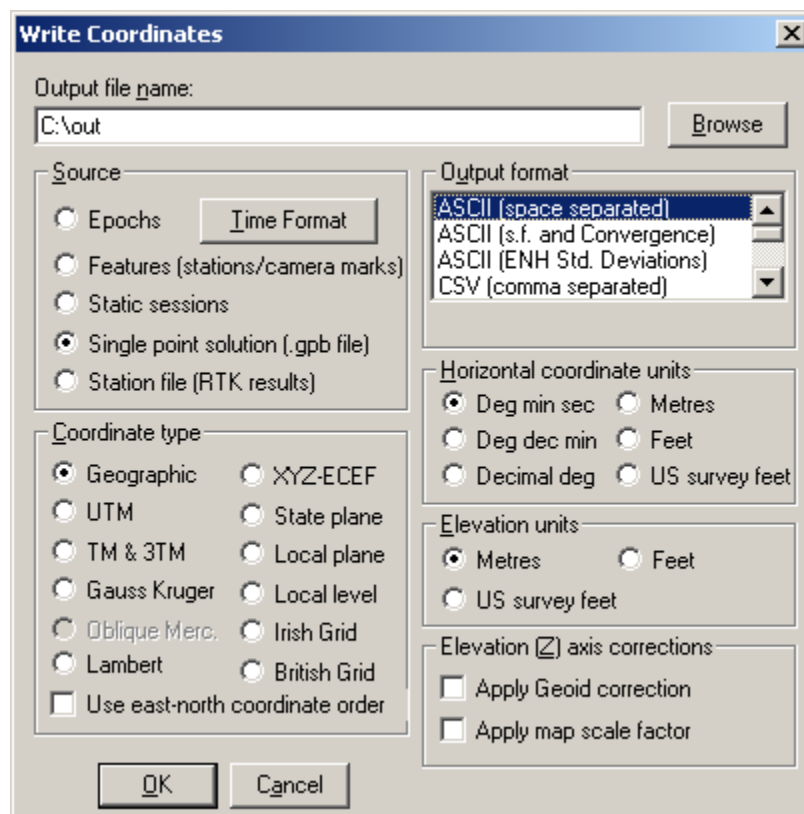 Write Coordinates
Output file name:
C:\out
Browse
Source
Epochs
Time Format
Features (stations/camera marks)
Static sessions
Single point solution (.gpb file)
Station file (RTK results)
Output format
ASCII (space separated)
ASCII (s.f. and Convergence)
ASCII (ENH Std. Deviations)
CSV (comma separated)
Horizontal coordinate units
Deg min sec Metres
Deg dec min Feet
Decimal deg US survey feet
Coordinate type
Geographic XYZ-ECEF
UTM State plane
TM & 3TM Local plane
Gauss Kruger Local level
Oblique Merc. Irish Grid
Lambert British Grid
Use east-north coordinate order
Elevation units
Metres Feet
US survey feet
Elevation (Z) axis corrections
Apply Geoid correction
Apply map scale factor
OK Cancel